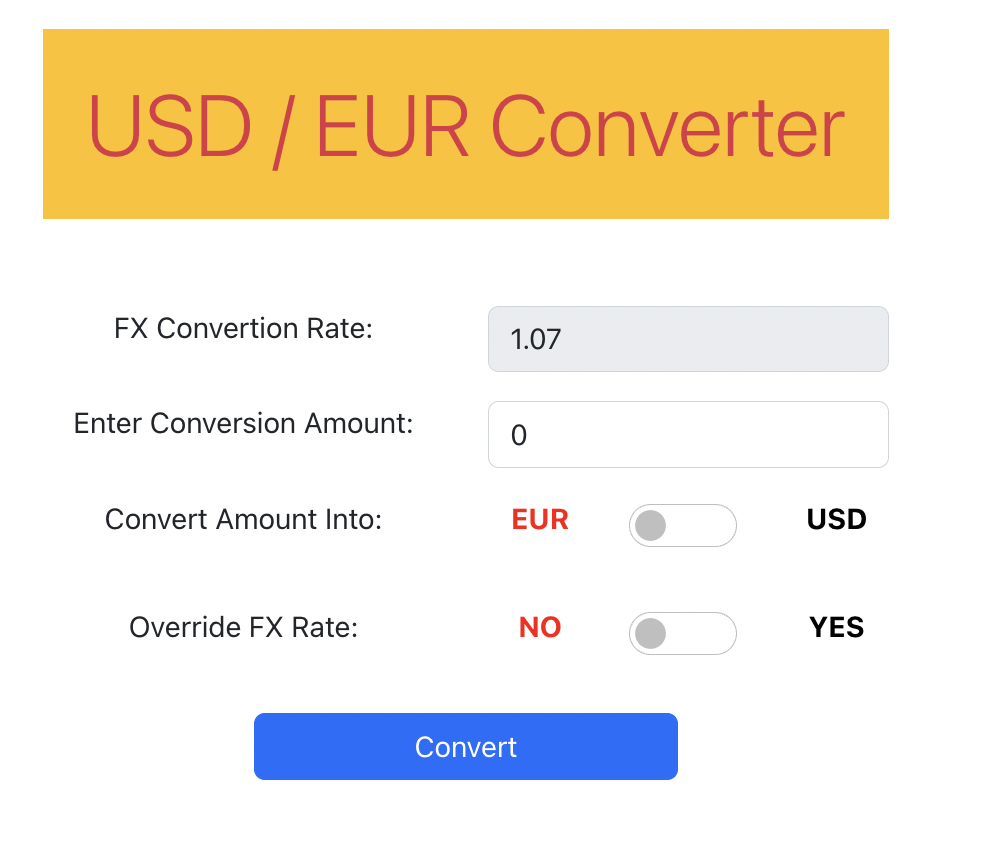 USD / EUR Converter
FX Convertion Rate: 1.07
Enter Conversion Amount: 0
Convert Amount Into: EUR USD
Override FX Rate: NO YES
Convert